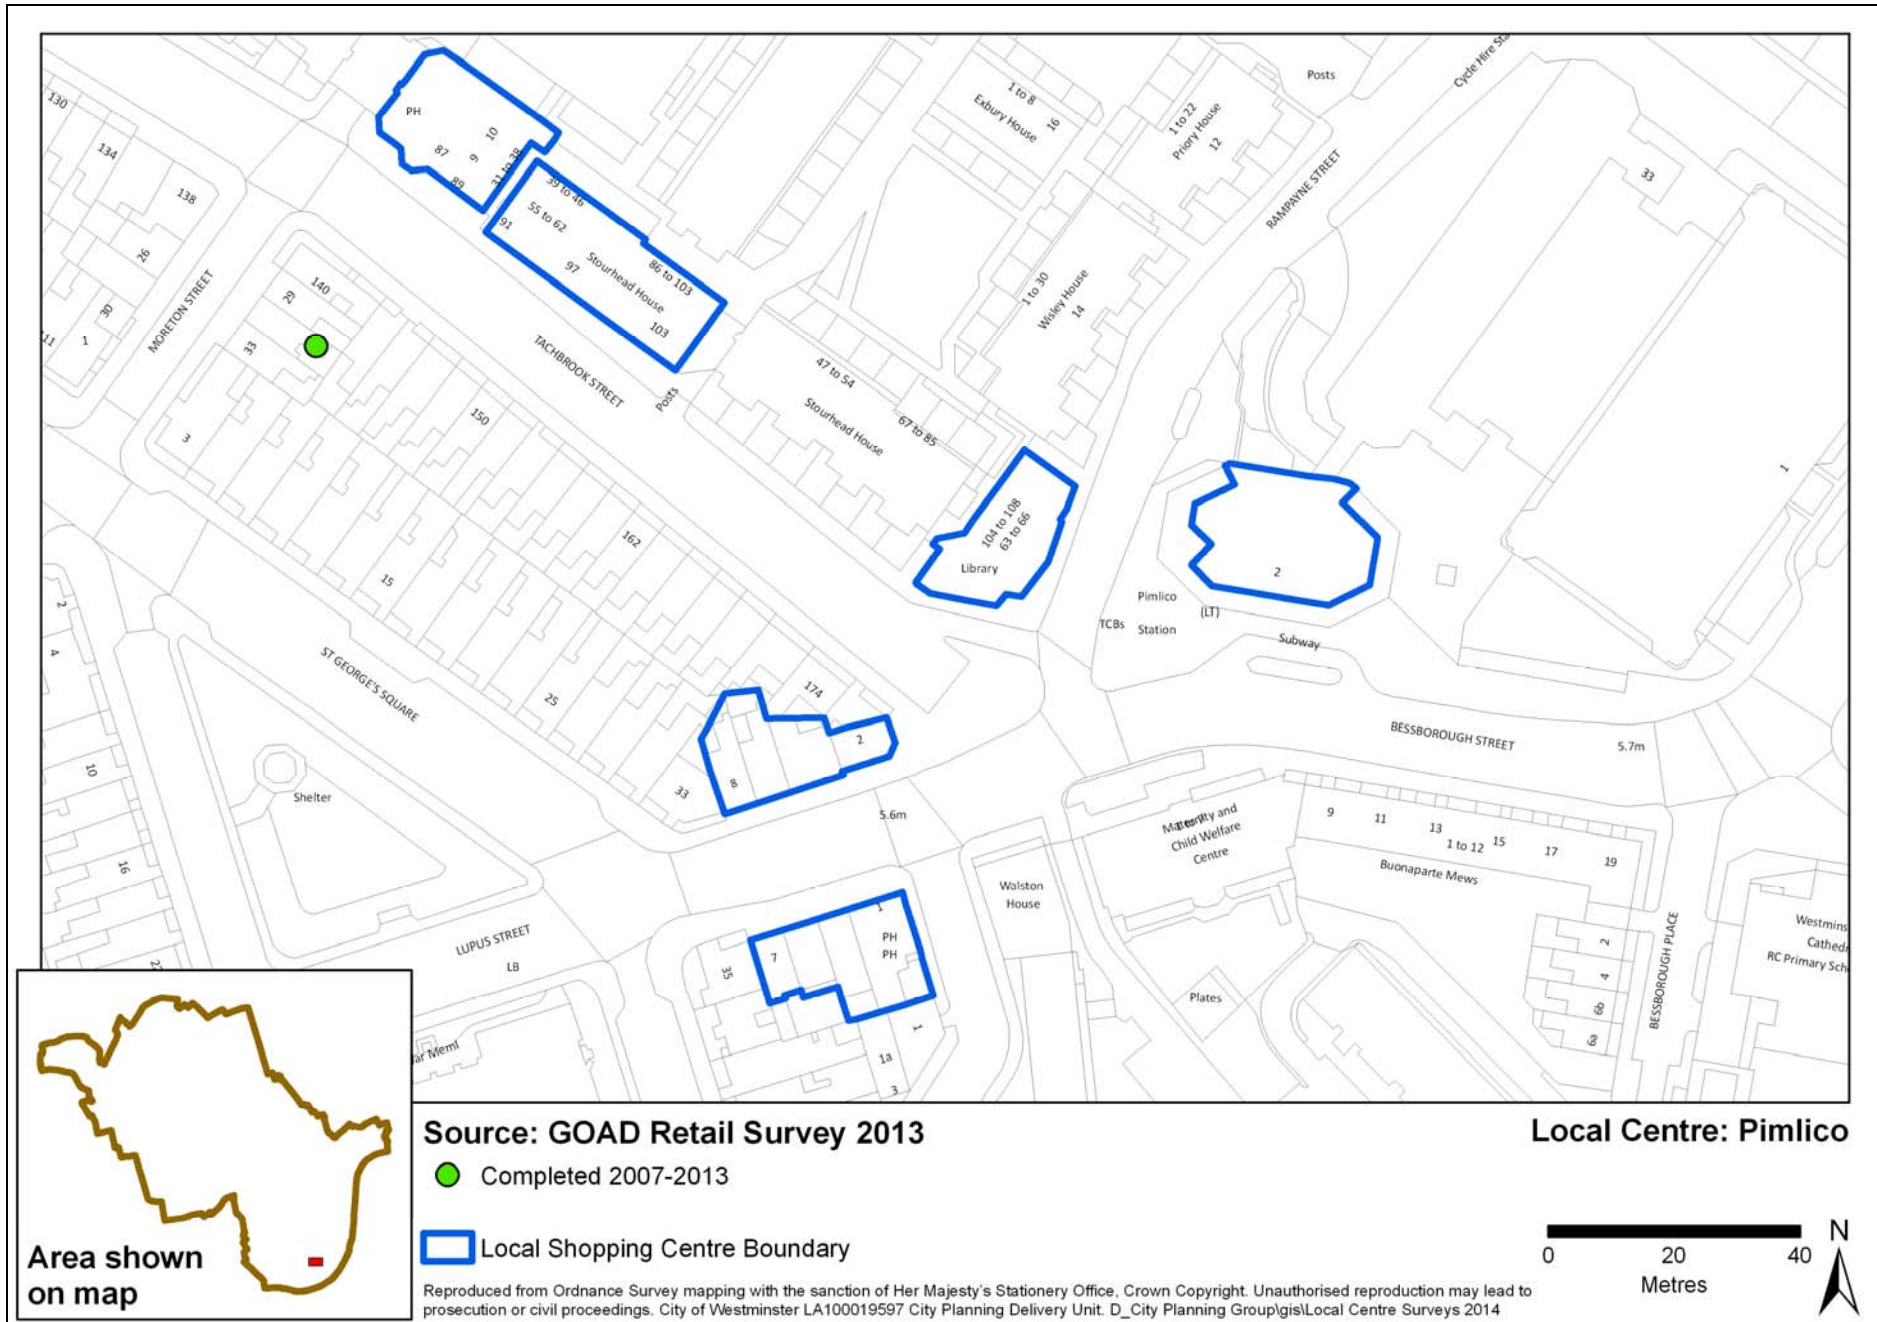 130
134
138
26
30
1
11
MORETON STREET
PH
87
9
10
89
31 to 38
39 to 46
55 to 62
91
97
Stourhead House
86 to 103
103
TACHBROOK STREET
Posts
140
29
33
3
150
15
162
25
174
33
8
2
ST GEORGE'S SQUARE
1 to 8
Exbury House
16
1 to 22
Priory House
12
Posts
RAMPAYNE STREET
33
1
1 to 30
Wisley House
14
47 to 54
Stourhead House
67 to 85
104 to 108
63 to 66
Library
2
Pimlico
Station
(LT)
TCBs
Subway
BESSBOROUGH STREET
5.7m
5.6m
2
4
10
16
Shelter
LUPUS STREET
LB
35
7
1
PH
PH
1
1a
3
Walston
House
Maternity and
Child Welfare
Centre
9
11
13
1 to 12
15
17
19
Buonaparte Mews
Plates
2
4
6b
6a
BESSBOROUGH PLACE
RC Primary Sch
Area shown
on map
Source: GOAD Retail Survey 2013
Completed 2007-2013
Local Shopping Centre Boundary
Local Centre: Pimlico
0 20 40
Metres
N
Reproduced from Ordnance Survey mapping with the sanction of Her Majesty's Stationery Office, Crown Copyright. Unauthorised reproduction may lead to
prosecution or civil proceedings. City of Westminster LA100019597 City Planning Delivery Unit. D_City Planning Group\gis\Local Centre Surveys 2014